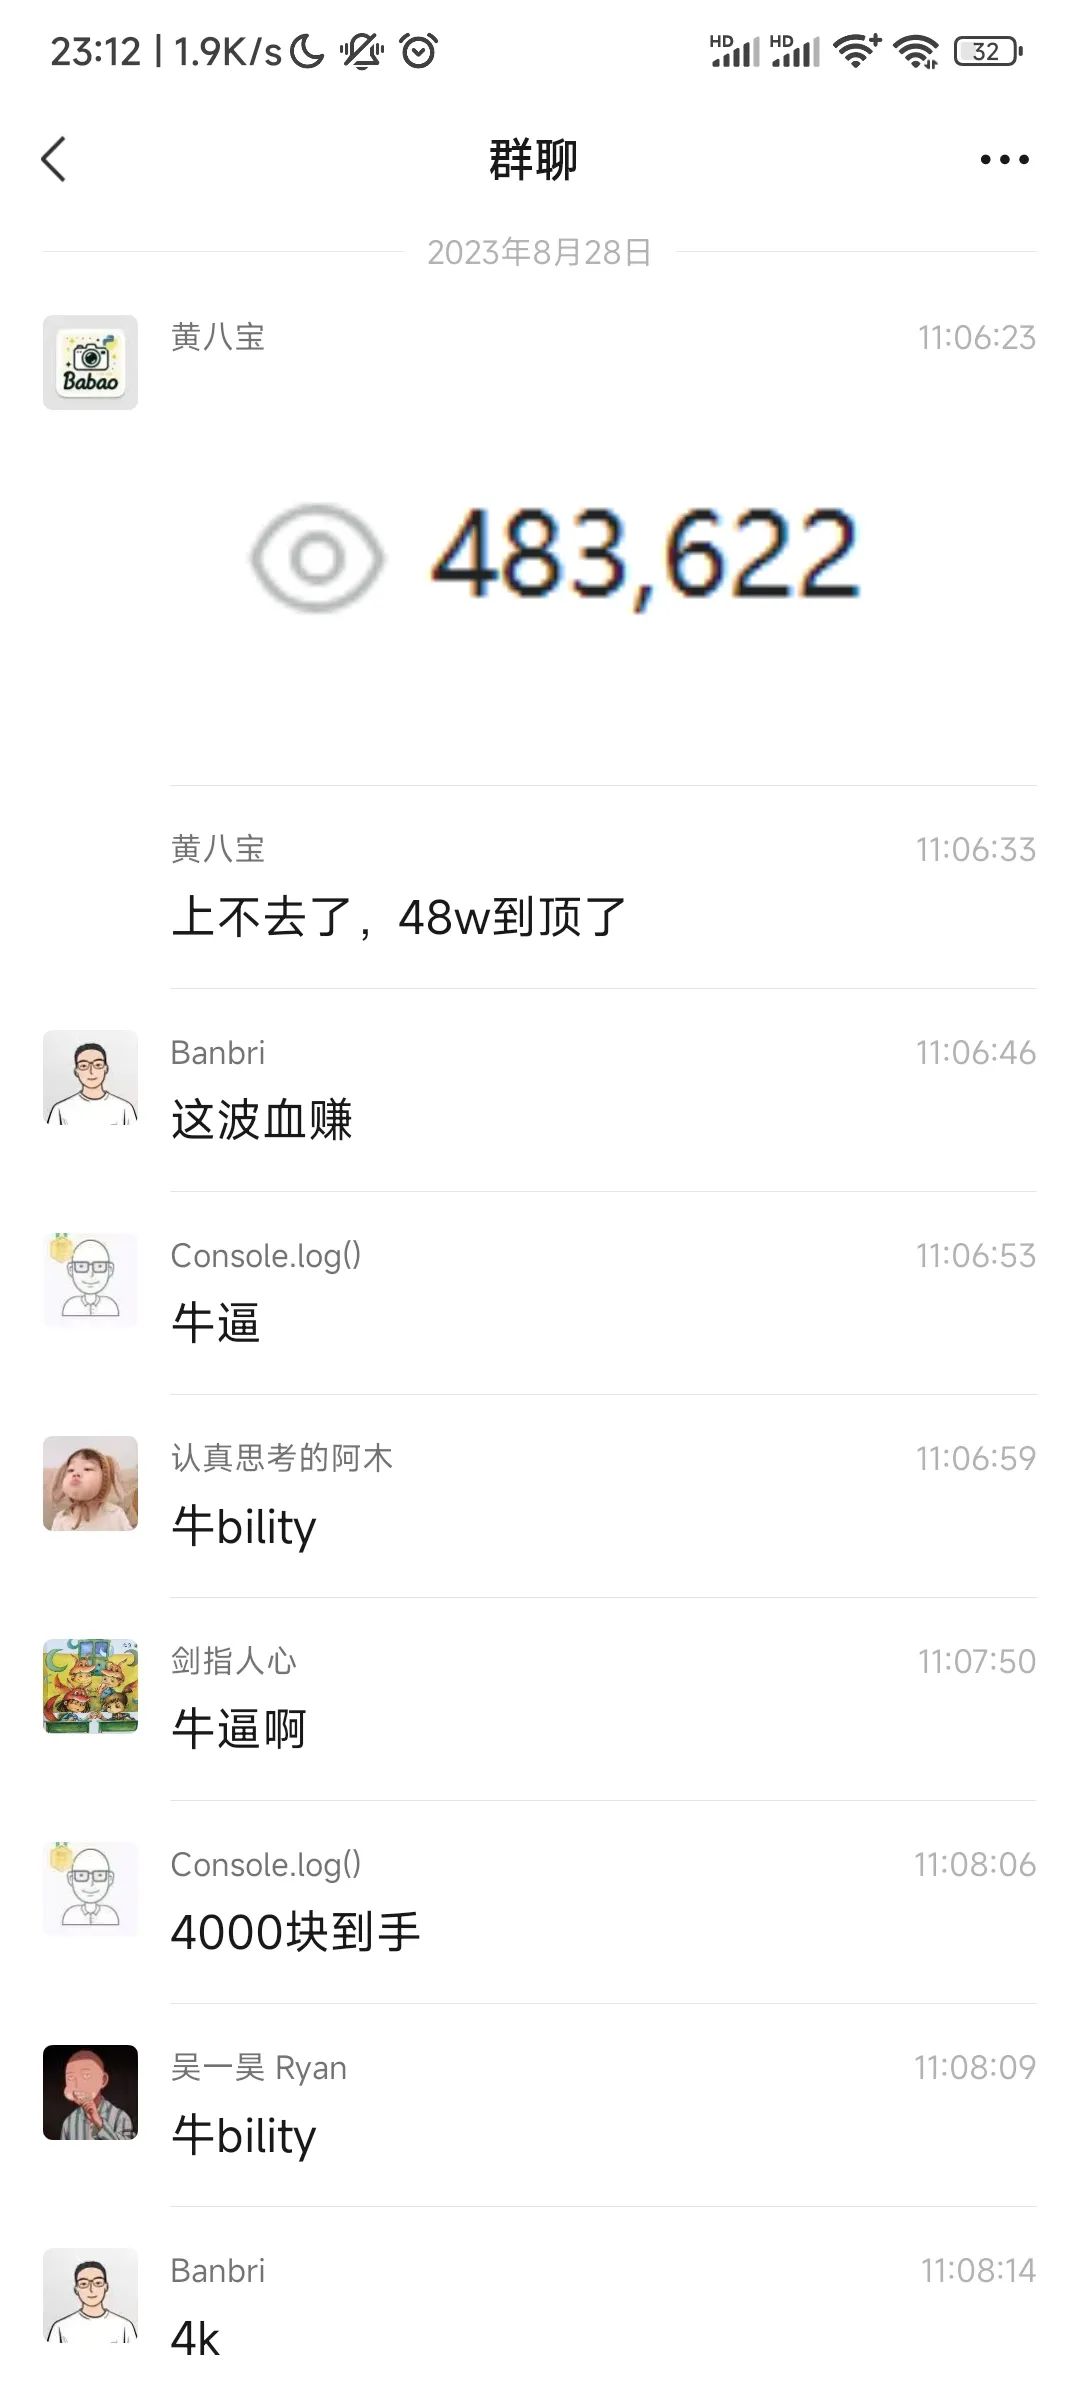 23:12 | 1.9K/s
HD HD 32
群聊
2023年8月28日
黄八宝 11:06:23
Babao
483,622
黄八宝 11:06:33
上不去了，48w到顶了
Banbri 11:06:46
这波血赚
Console.log() 11:06:53
牛逼
认真思考的阿木 11:06:59
牛bility
剑指人心 11:07:50
牛逼啊
Console.log() 11:08:06
4000块到手
吴一昊 Ryan 11:08:09
牛bility
Banbri 11:08:14
4k